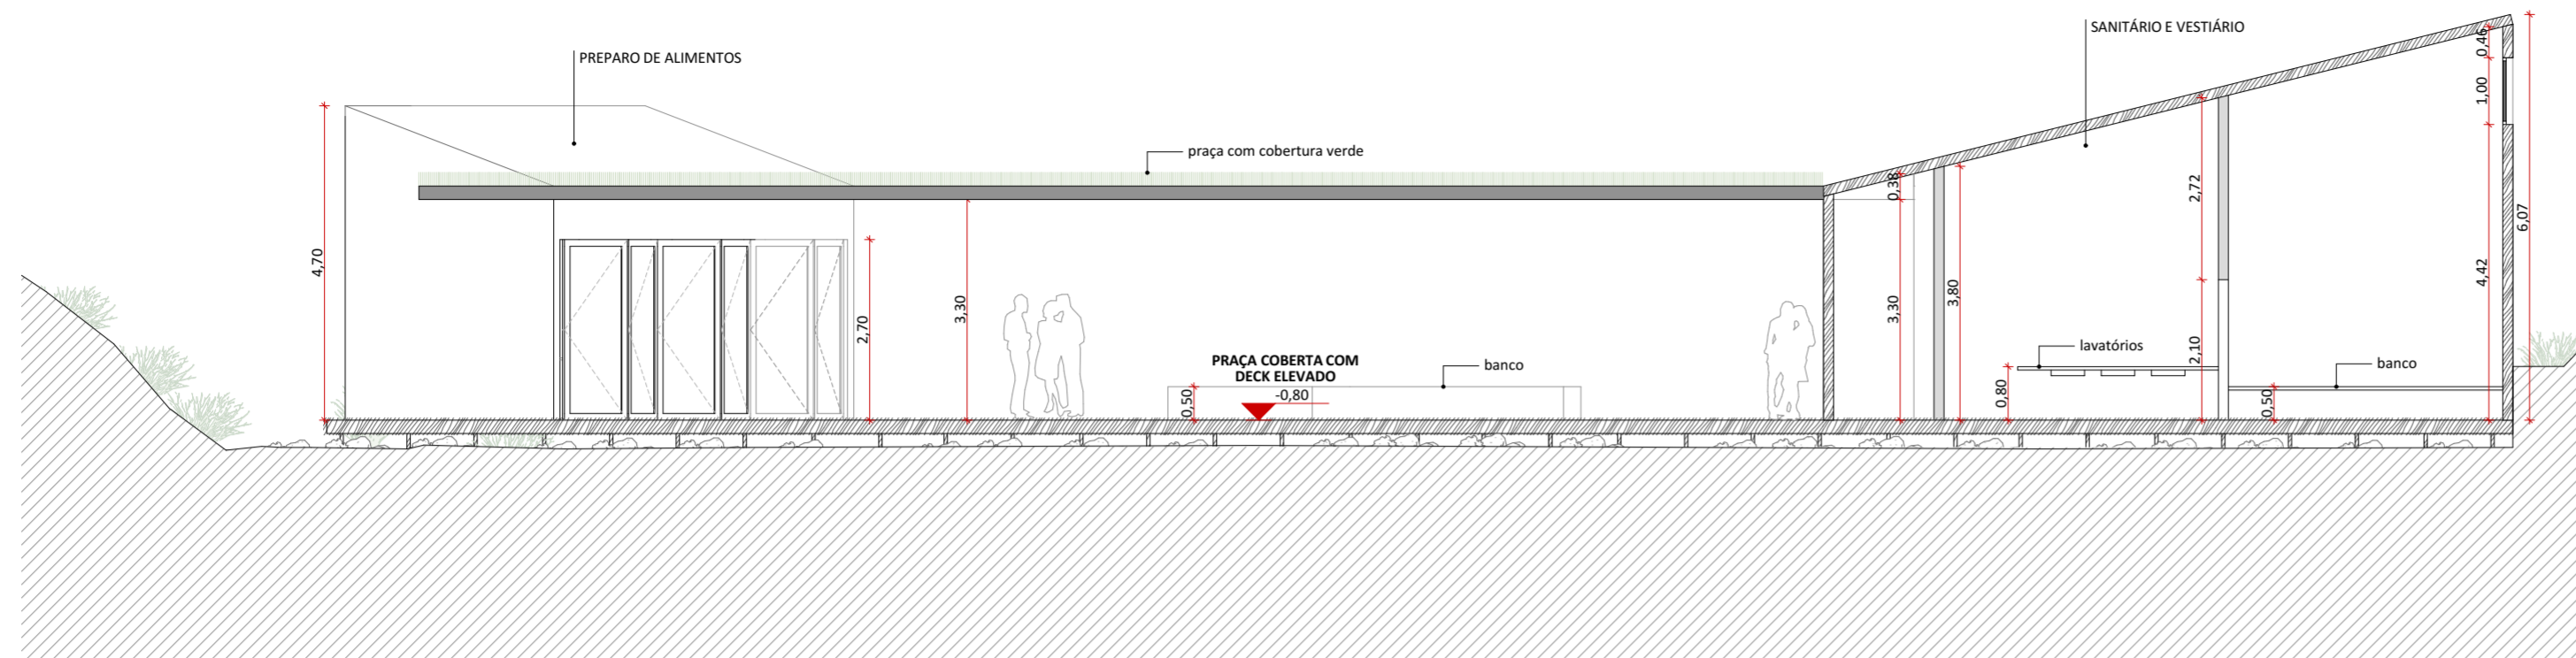 SANITÁRIO E VESTIÁRIO
PREPARO DE ALIMENTOS
praça com cobertura verde
0,46
1,00
4,42
6,07
4,70
2,70
3,30
0,38
3,30
3,80
2,72
2,10
PRAÇA COBERTA COM
DECK ELEVADO
-0,80
0,50
banco
lavatórios
0,80
banco
0,50